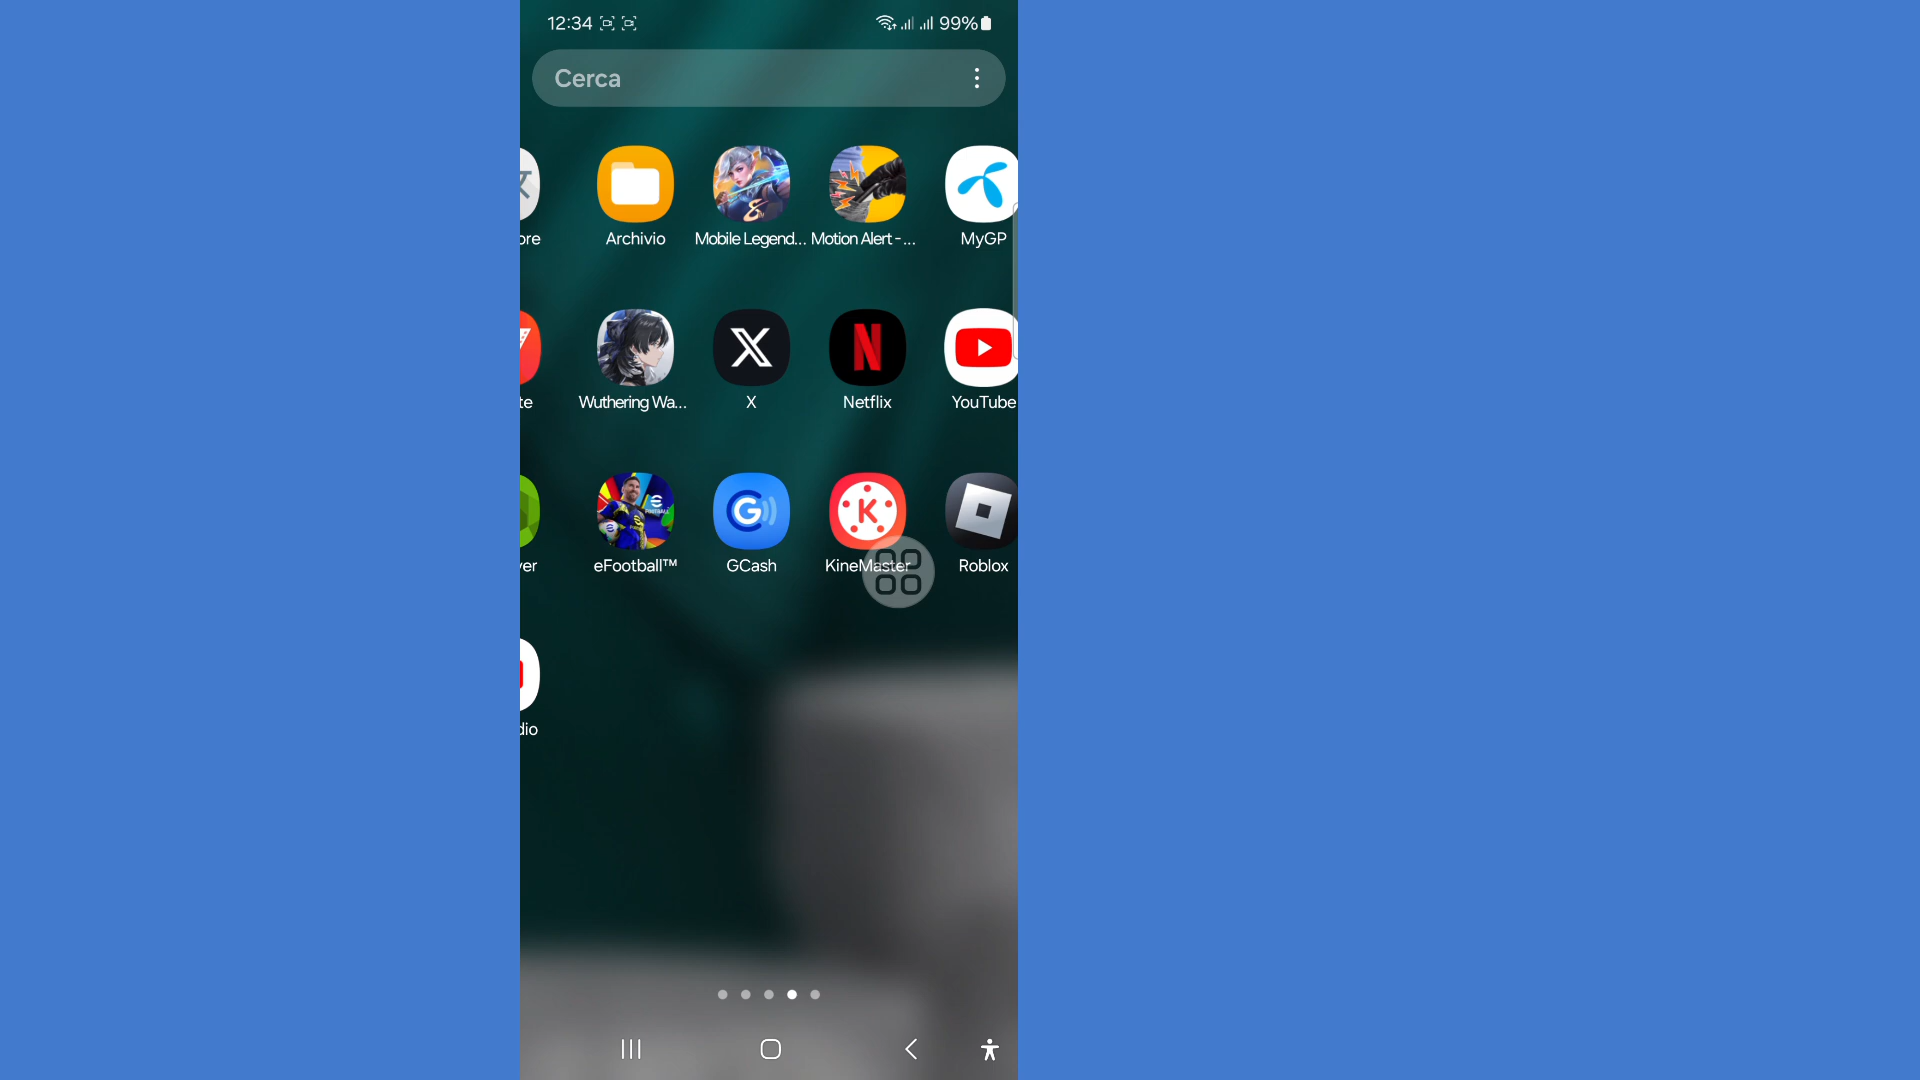 12:34 99%
Cerca
ore Archivio Mobile Legend... Motion Alert - ... MyGP
te Wuthering Wa... X Netflix YouTube
ver eFootball™ GCash KineMaster Roblox
dio